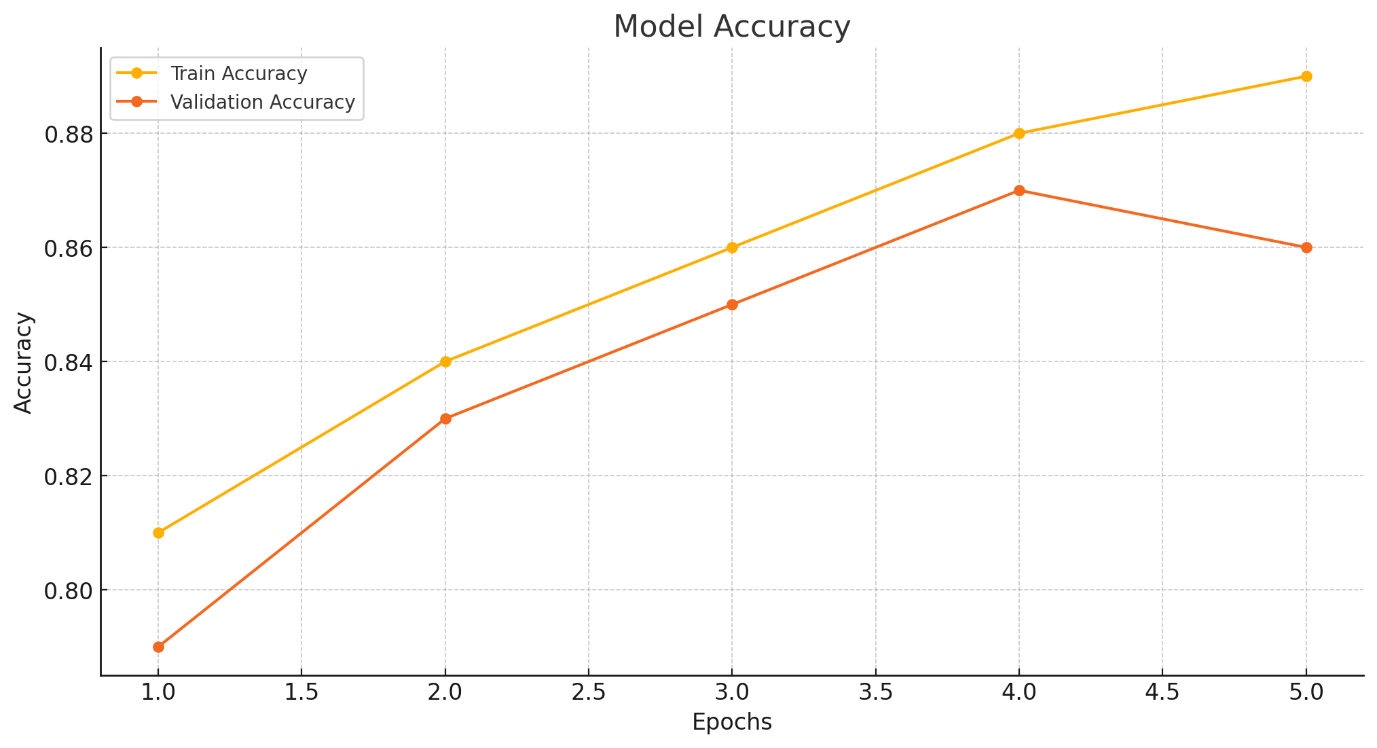 Model Accuracy
Train Accuracy
Validation Accuracy
0.88
0.86
0.84
0.82
0.80
Accuracy
1.0 1.5 2.0 2.5 3.0 3.5 4.0 4.5 5.0
Epochs